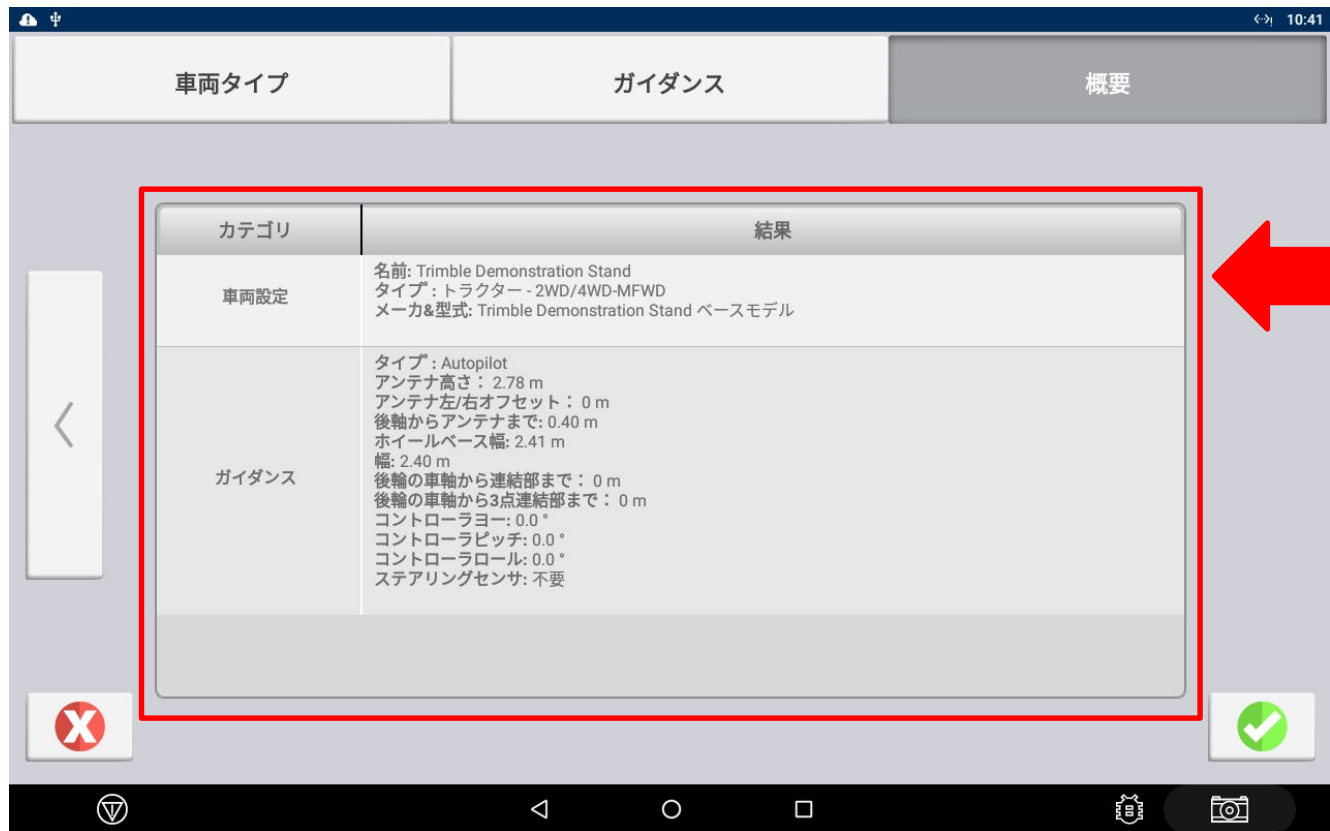 10:41
車両タイプ
ガイダンス
概要
カテゴリ
結果
車両設定
名前: Trimble Demonstration Stand
タイプ : トラクター - 2WD/4WD-MFWD
メーカ&型式: Trimble Demonstration Stand ベースモデル
ガイダンス
タイプ : Autopilot
アンテナ高さ： 2.78 m
アンテナ左/右オフセット： 0 m
後軸からアンテナまで: 0.40 m
ホイールベース幅: 2.41 m
幅: 2.40 m
後輪の車軸から連結部まで： 0 m
後輪の車軸から3点連結部まで： 0 m
コントローラヨー: 0.0 °
コントローラピッチ: 0.0 °
コントローラロール: 0.0 °
ステアリングセンサ: 不要